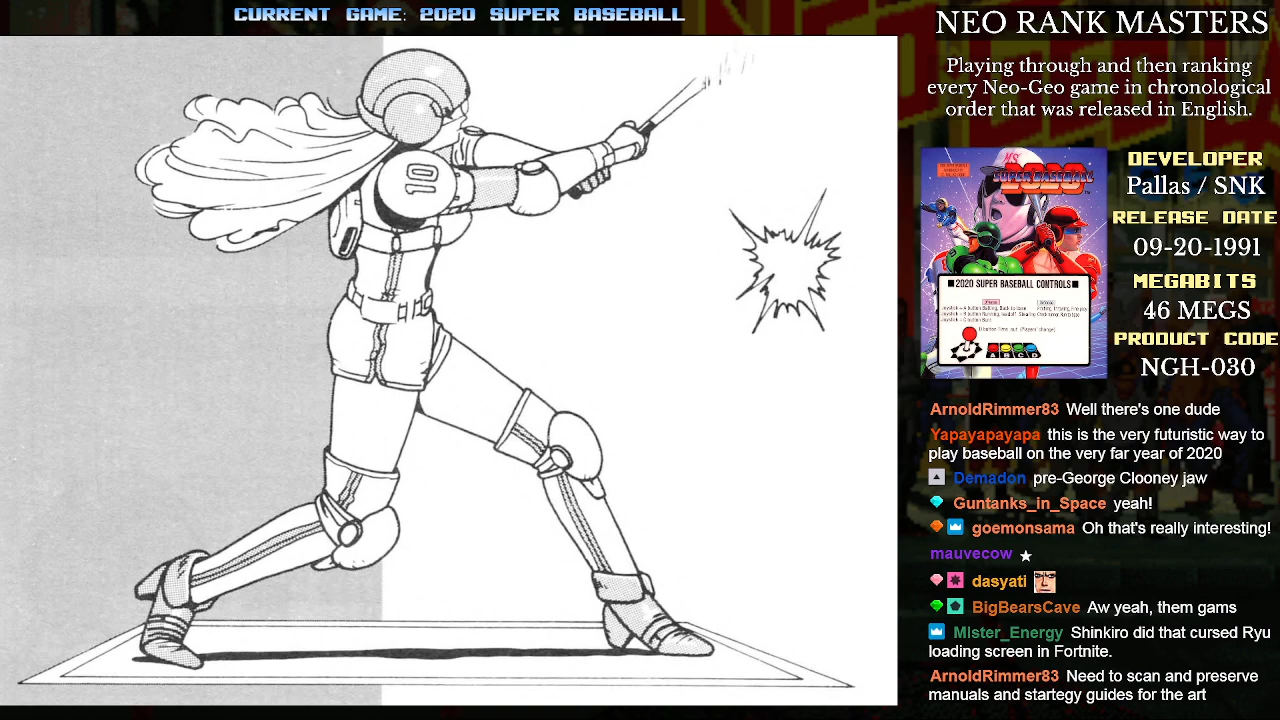 CURRENT GAME: 2020 SUPER BASEBALL
10
NEO RANK MASTERS
Playing through and then ranking
every Neo-Geo game in chronological
order that was released in English.
2020 SUPER BASEBALL CONTROLS
A B C D
DEVELOPER
Pallas / SNK
RELEASE DATE
09-20-1991
MEGABITS
46 MEGS
PRODUCT CODE
NGH-030
ArnoldRimmer83 Well there's one dude
Yapayapayapa this is the very futuristic way to
play baseball on the very far year of 2020
Demadon pre-George Clooney jaw
Guntanks_in_Space yeah!
goemonsama Oh that's really interesting!
mauvecow
dasyati
BigBearsCave Aw yeah, them gams
MIster_Energy Shinkiro did that cursed Ryu
loading screen in Fortnite.
ArnoldRimmer83 Need to scan and preserve
manuals and startegy guides for the art